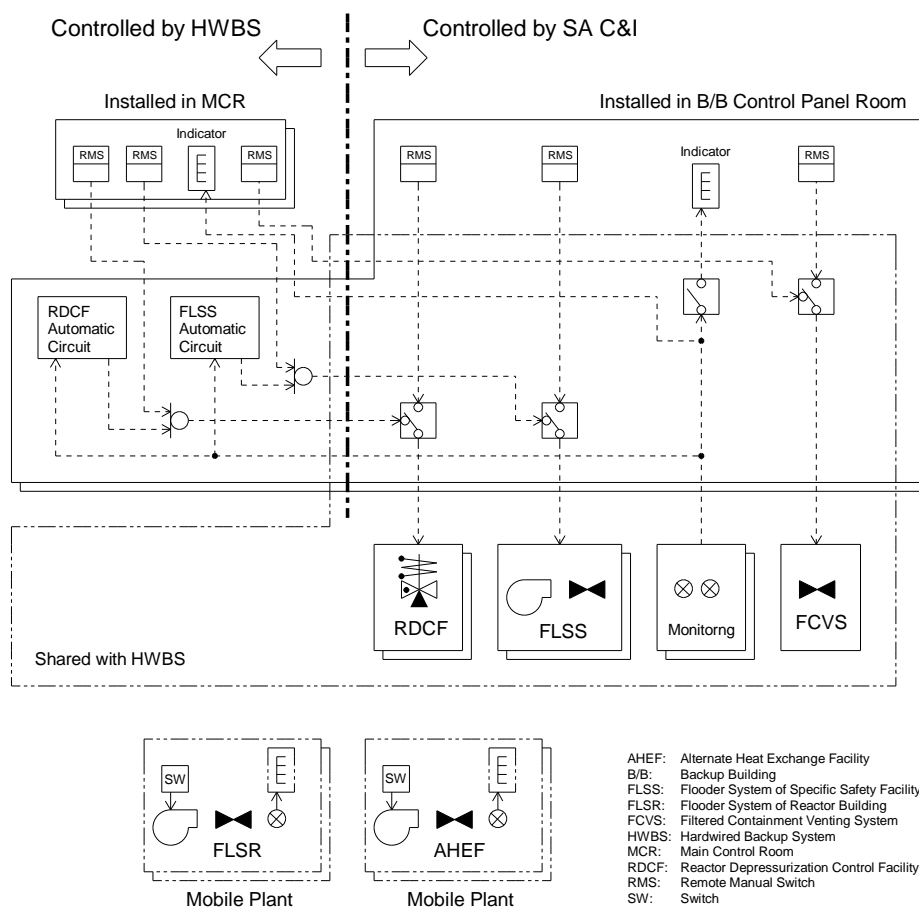 Controlled by HWBS
Controlled by SA C&I
Installed in MCR
Installed in B/B Control Panel Room
RMS
RMS
Indicator
RMS
RMS
RMS
Indicator
RMS
RDCF
Automatic
Circuit
FLSS
Automatic
Circuit
RDCF
FLSS
Monitorng
FCVS
Shared with HWBS
SW
FLSR
Mobile Plant
SW
AHEF
Mobile Plant
AHEF: Alternate Heat Exchange Facility
B/B: Backup Building
FLSS: Flooder System of Specific Safety Facility
FLSR: Flooder System of Reactor Building
FCVS: Filtered Containment Venting System
HWBS: Hardwired Backup System
MCR: Main Control Room
RDCF: Reactor Depressurization Control Facility
RMS: Remote Manual Switch
SW: Switch